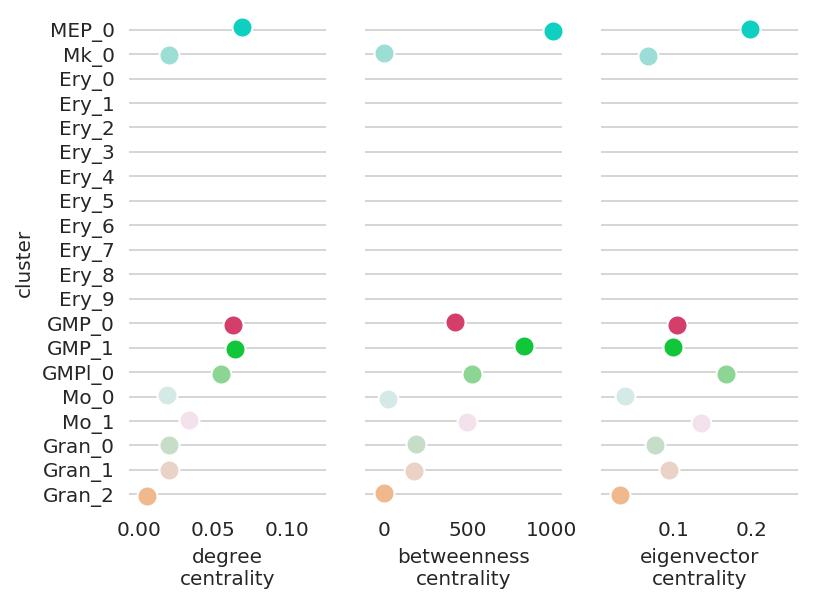 MEP_0
Mk_0
Ery_0
Ery_1
Ery_2
Ery_3
Ery_4
Ery_5
Ery_6
Ery_7
Ery_8
Ery_9
GMP_0
GMP_1
GMPl_0
Mo_0
Mo_1
Gran_0
Gran_1
Gran_2
cluster
0.00 0.05 0.10
degree
centrality
0 500 1000
betweenness
centrality
0.1 0.2
eigenvector
centrality